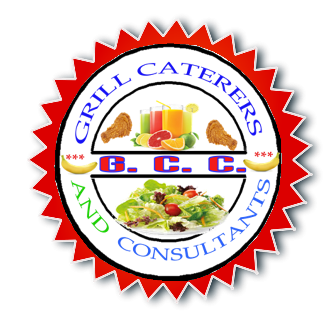 GRILL CATERERS
*** G. C. C. ***
AND CONSULTANTS